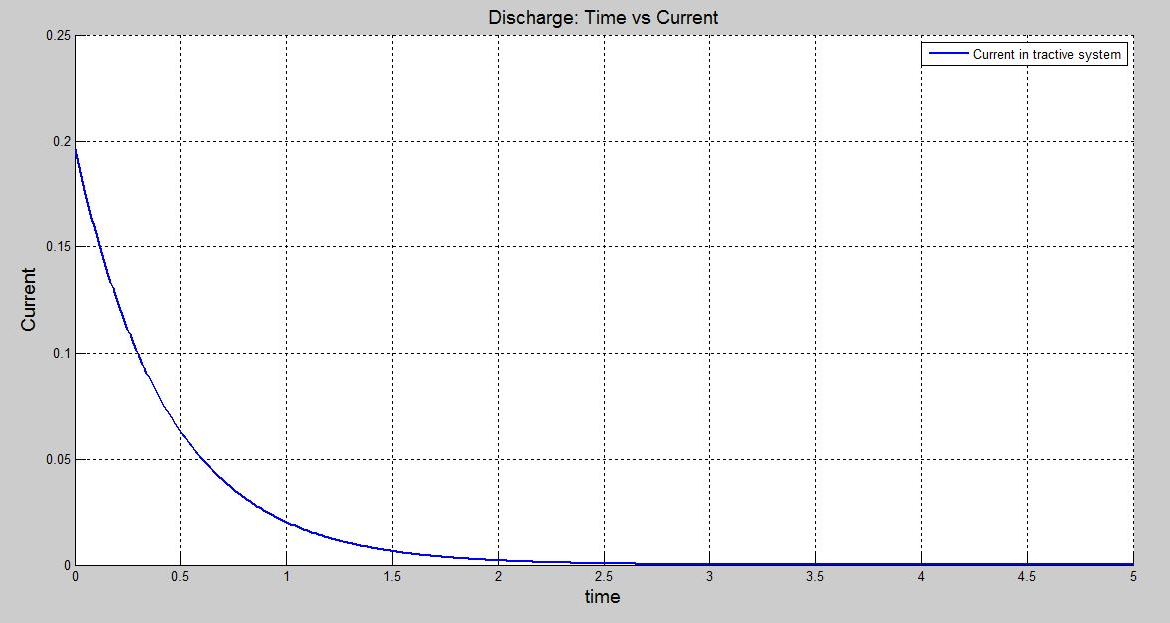 Discharge: Time vs Current
Current in tractive system
0.25
0.2
0.15
0.1
0.05
0
Current
0 0.5 1 1.5 2 2.5 3 3.5 4 4.5 5
time